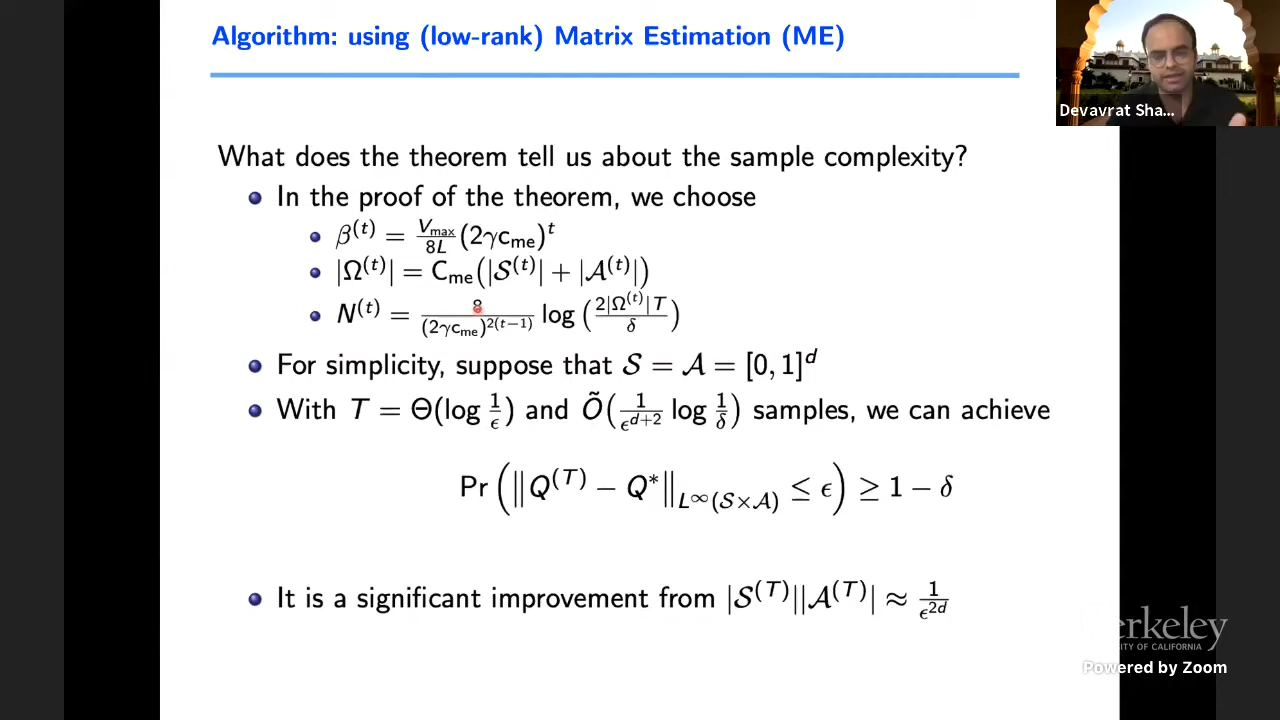 Algorithm: using (low-rank) Matrix Estimation (ME)
Devavrat Sha...
What does the theorem tell us about the sample complexity?
In the proof of the theorem, we choose
β^(t) = V_max/8L (2γc_me)^t
|Ω^(t)| = C_me(|S^(t)| + |A^(t)|)
N^(t) = 8/(2γc_me)^2(t−1) log (2|Ω^(t)|T/δ)
For simplicity, suppose that S = A = [0, 1]^d
With T = Θ(log 1/ϵ) and Õ(1/ϵ^d+2 log 1/δ) samples, we can achieve
Pr (‖Q^(T) − Q*‖_L^∞(S×A) ≤ ϵ) ≥ 1 − δ
It is a significant improvement from |S^(T)||A^(T)| ≈ 1/ϵ^2d
erkeley
TY OF CALIFORNIA
Powered by Zoom